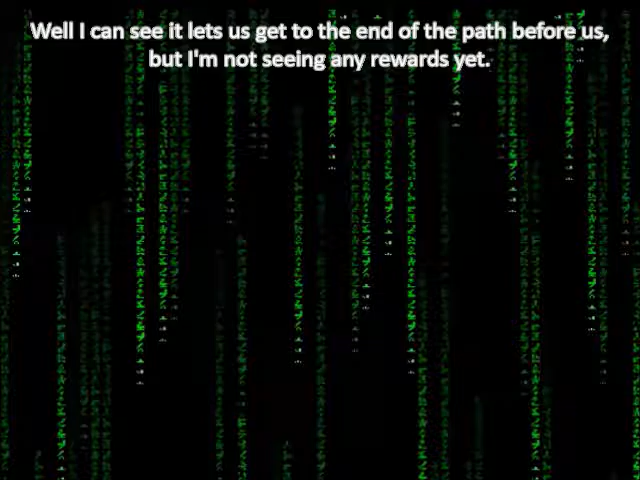 Well I can see it lets us get to the end of the path before us,
but I'm not seeing any rewards yet.